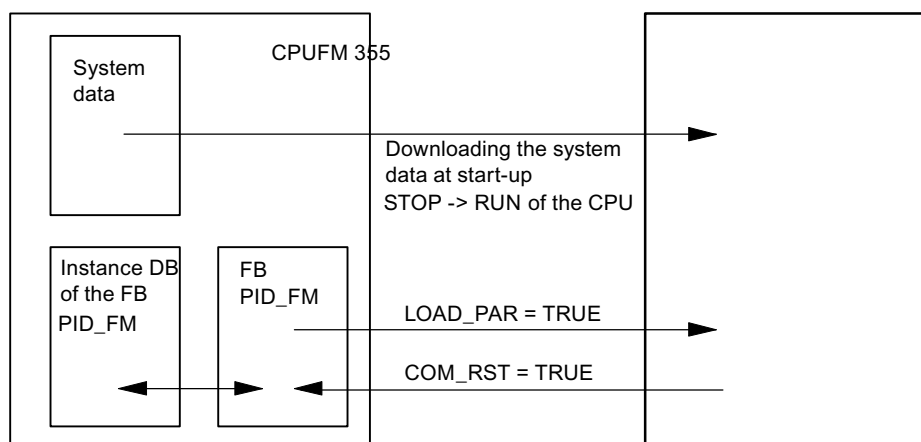 CPUFM 355
System
data
Downloading the system
data at start-up
STOP -> RUN of the CPU
Instance DB
of the FB
PID_FM
FB
PID_FM
LOAD_PAR = TRUE
COM_RST = TRUE